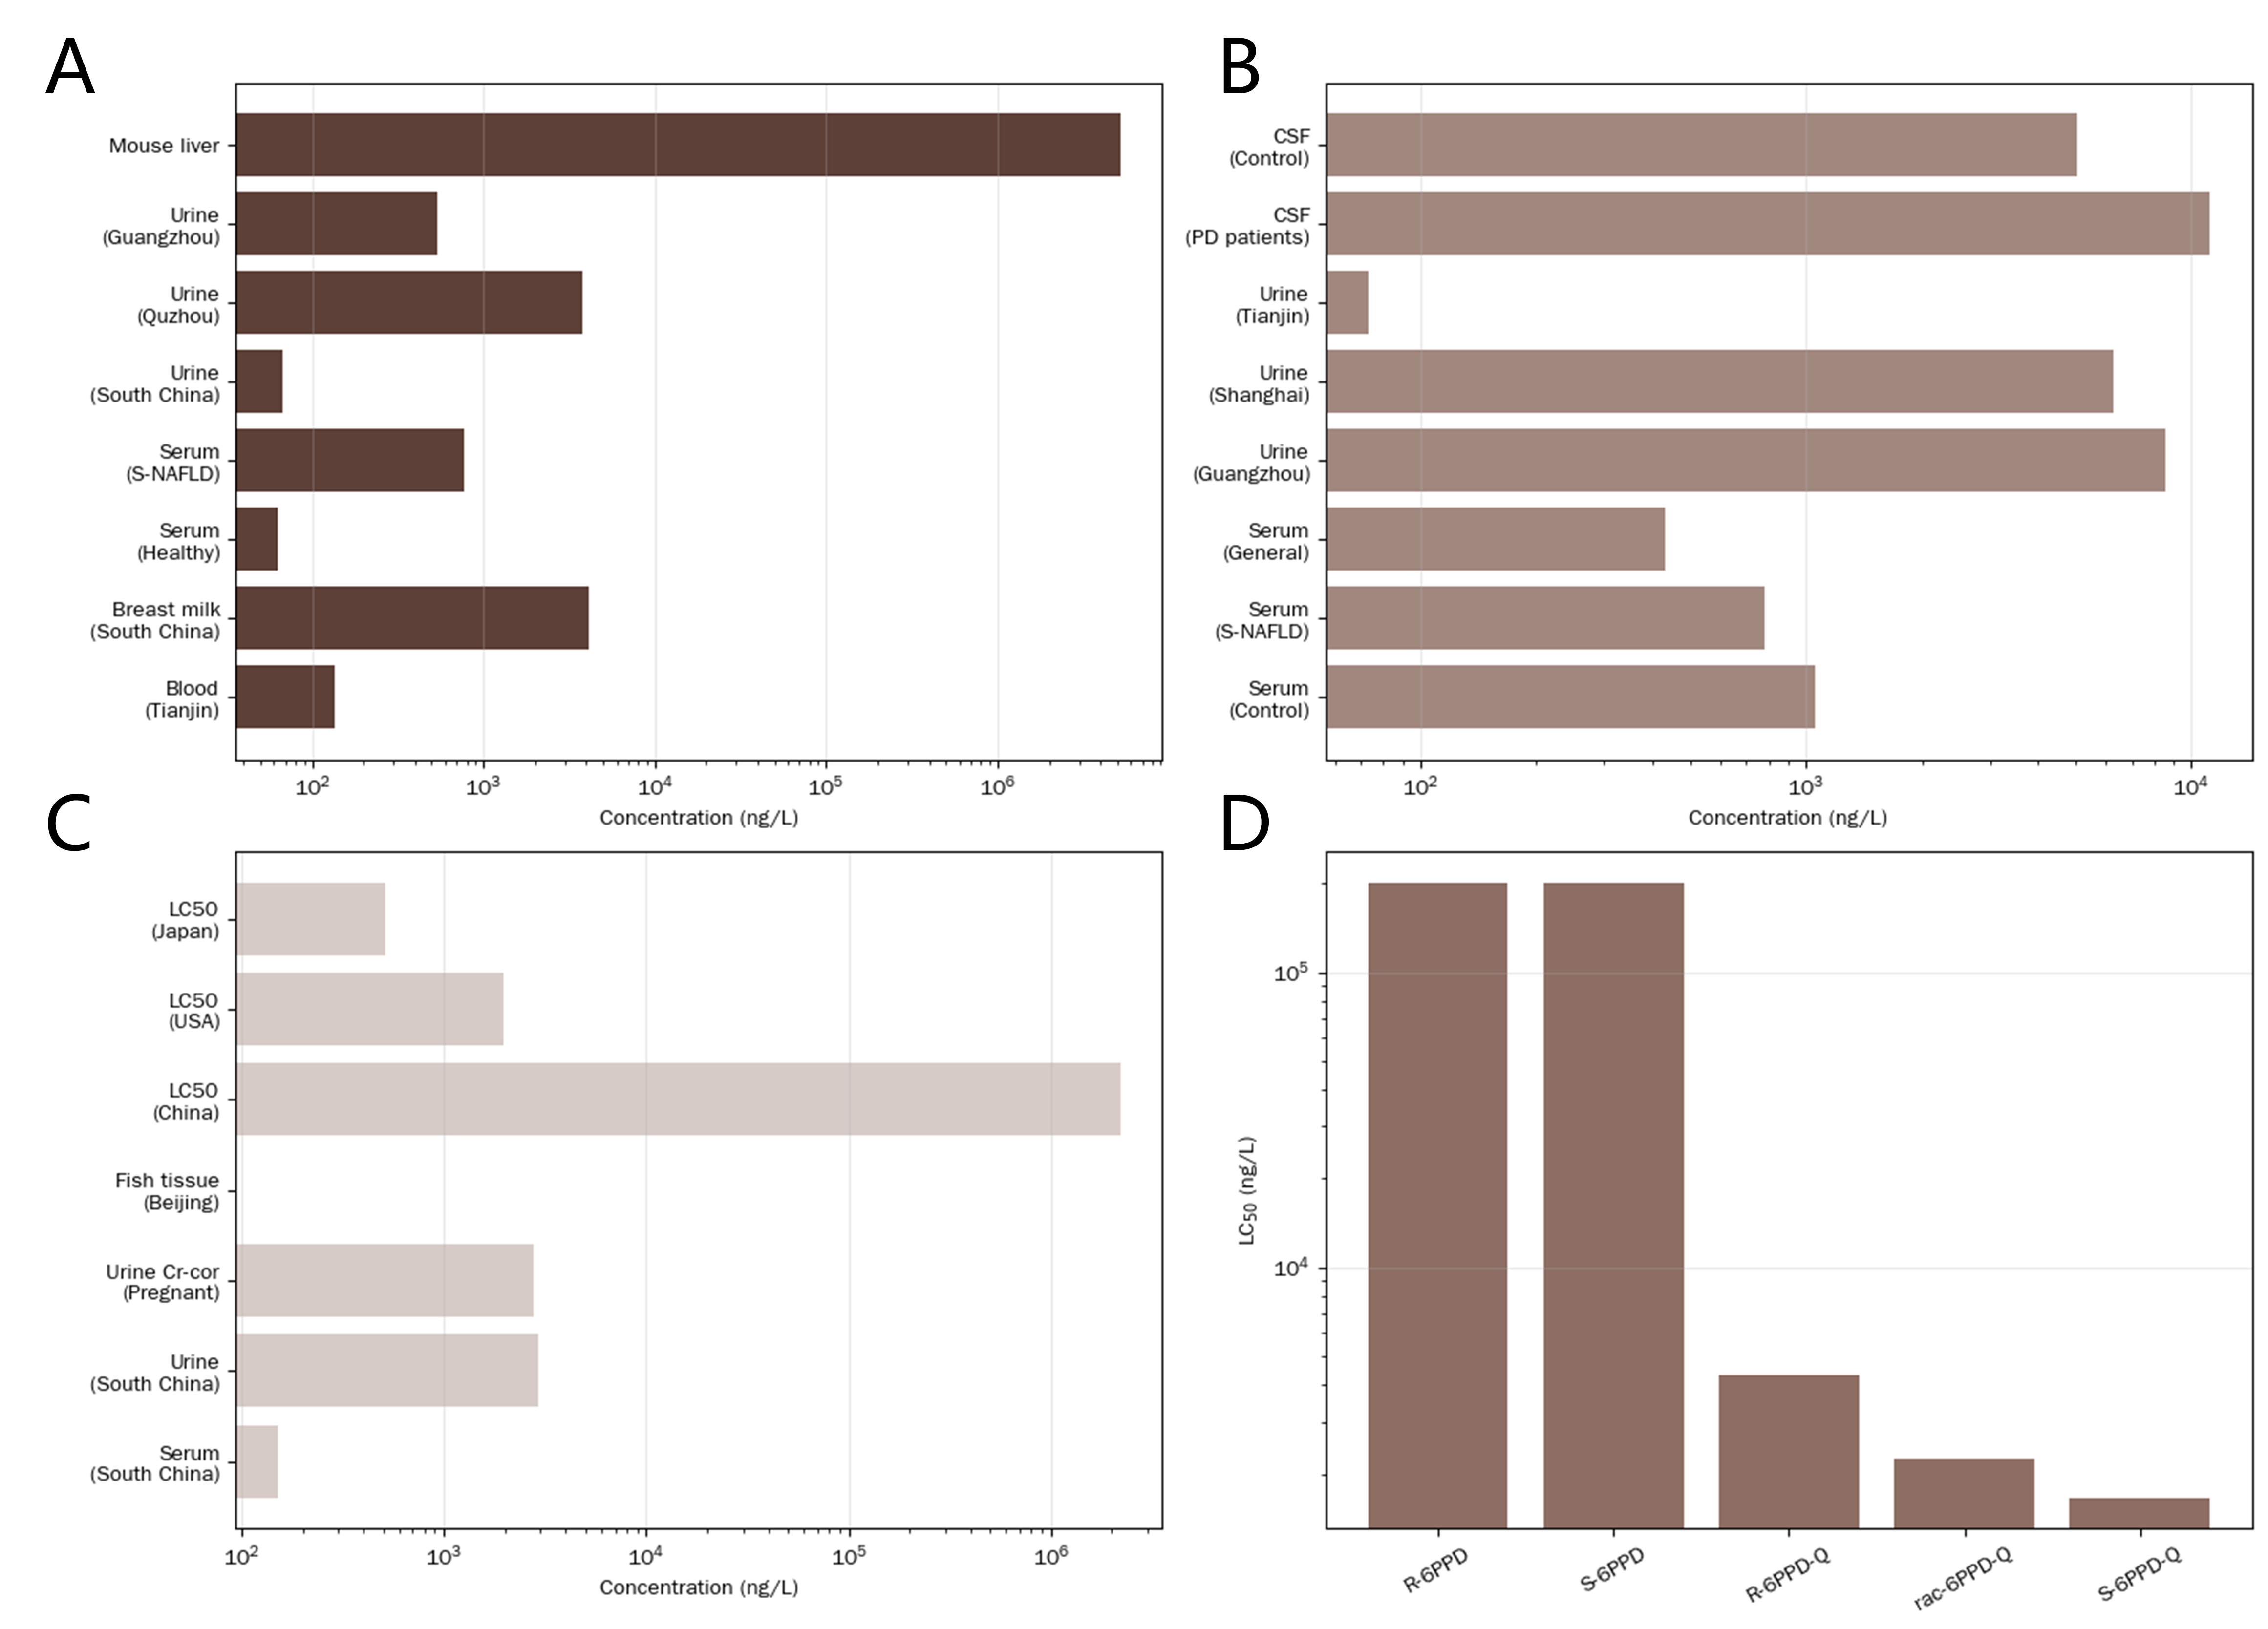 A
Mouse liver
Urine
(Guangzhou)
Urine
(Quzhou)
Urine
(South China)
Serum
(S-NAFLD)
Serum
(Healthy)
Breast milk
(South China)
Blood
(Tianjin)
10²
10³
10⁴
10⁵
10⁶
Concentration (ng/L)
B
CSF
(Control)
CSF
(PD patients)
Urine
(Tianjin)
Urine
(Shanghai)
Urine
(Guangzhou)
Serum
(General)
Serum
(S-NAFLD)
Serum
(Control)
10²
10³
10⁴
Concentration (ng/L)
C
LC50
(Japan)
LC50
(USA)
LC50
(China)
Fish tissue
(Beijing)
Urine Cr-cor
(Pregnant)
Urine
(South China)
Serum
(South China)
10²
10³
10⁴
10⁵
10⁶
Concentration (ng/L)
D
LC₅₀ (ng/L)
10⁵
10⁴
R-6PPD
S-6PPD
R-6PPD-Q
rac-6PPD-Q
S-6PPD-Q